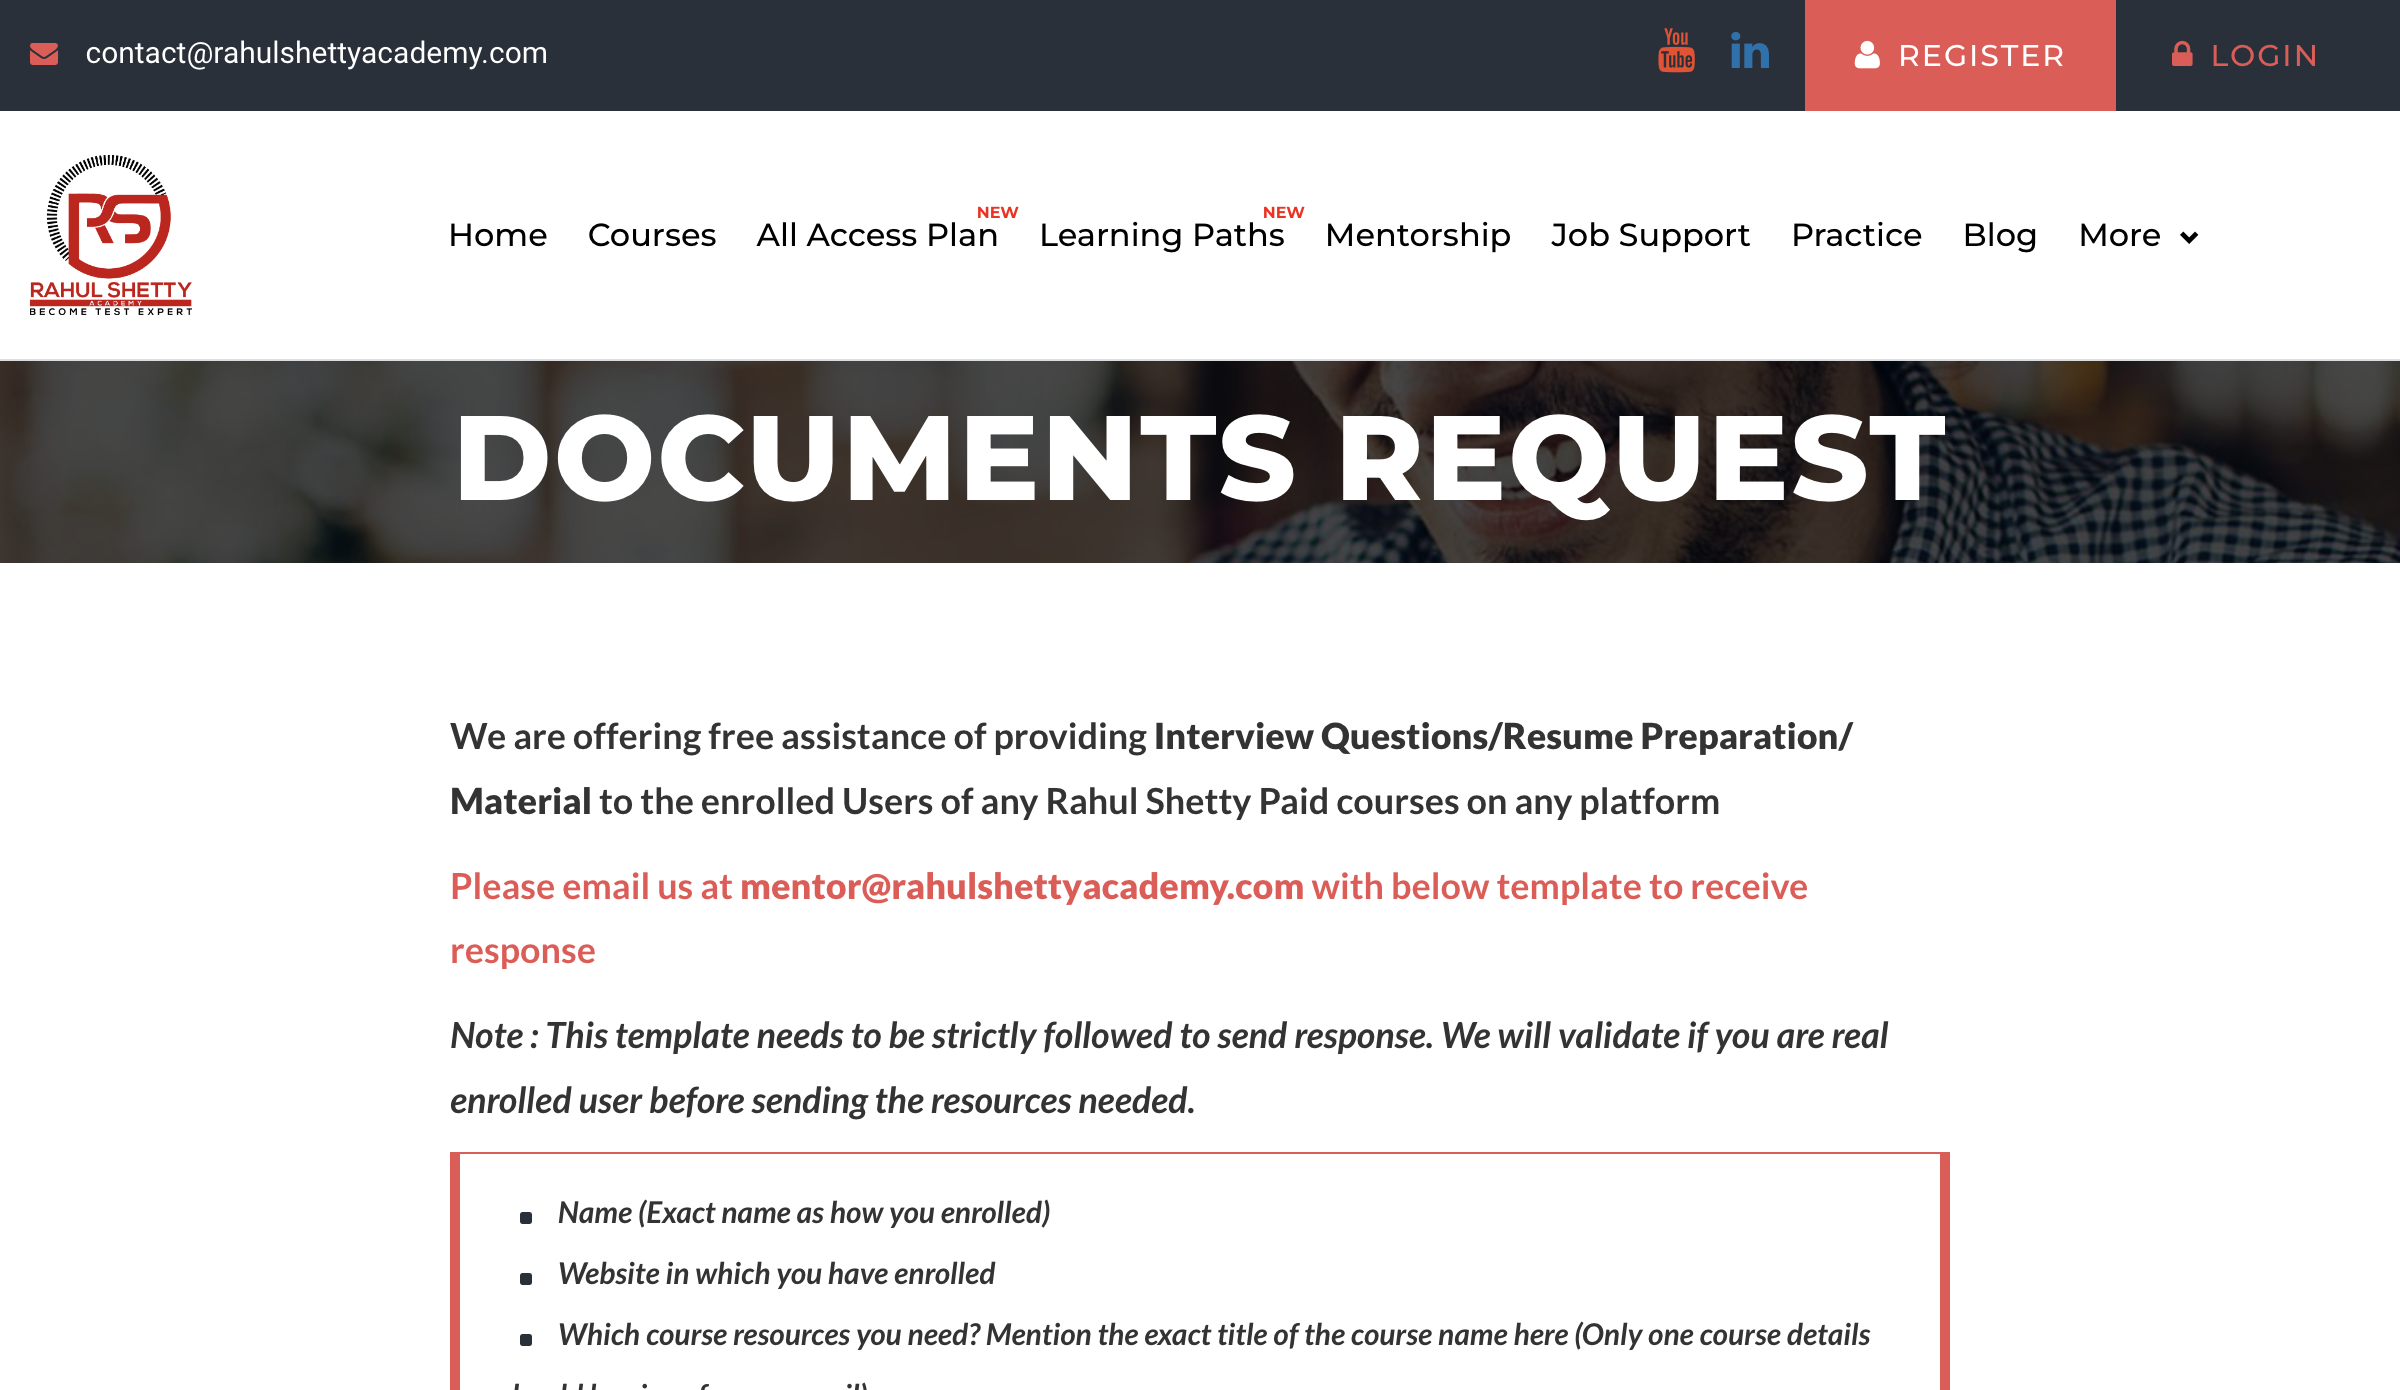 contact@rahulshettyacademy.com
You
Tube
in
REGISTER
LOGIN
RS
RAHUL SHETTY
ACADEMY
BECOME TEST EXPERT
Home
Courses
All Access Plan NEW
Learning Paths NEW
Mentorship
Job Support
Practice
Blog
More
DOCUMENTS REQUEST
We are offering free assistance of providing Interview Questions/Resume Preparation/
Material to the enrolled Users of any Rahul Shetty Paid courses on any platform
Please email us at mentor@rahulshettyacademy.com with below template to receive
response
Note : This template needs to be strictly followed to send response. We will validate if you are real
enrolled user before sending the resources needed.
Name (Exact name as how you enrolled)
Website in which you have enrolled
Which course resources you need? Mention the exact title of the course name here (Only one course details